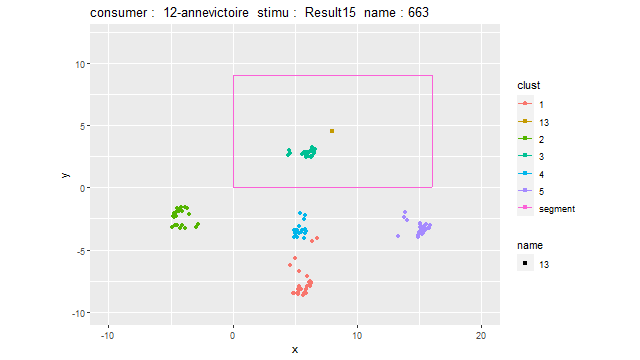 consumer :  12-annevictoire  stimu :  Result15  name : 663
10
5
0
-5
-10
y
-10
0
10
20
x
clust
1
13
2
3
4
5
segment
name
13